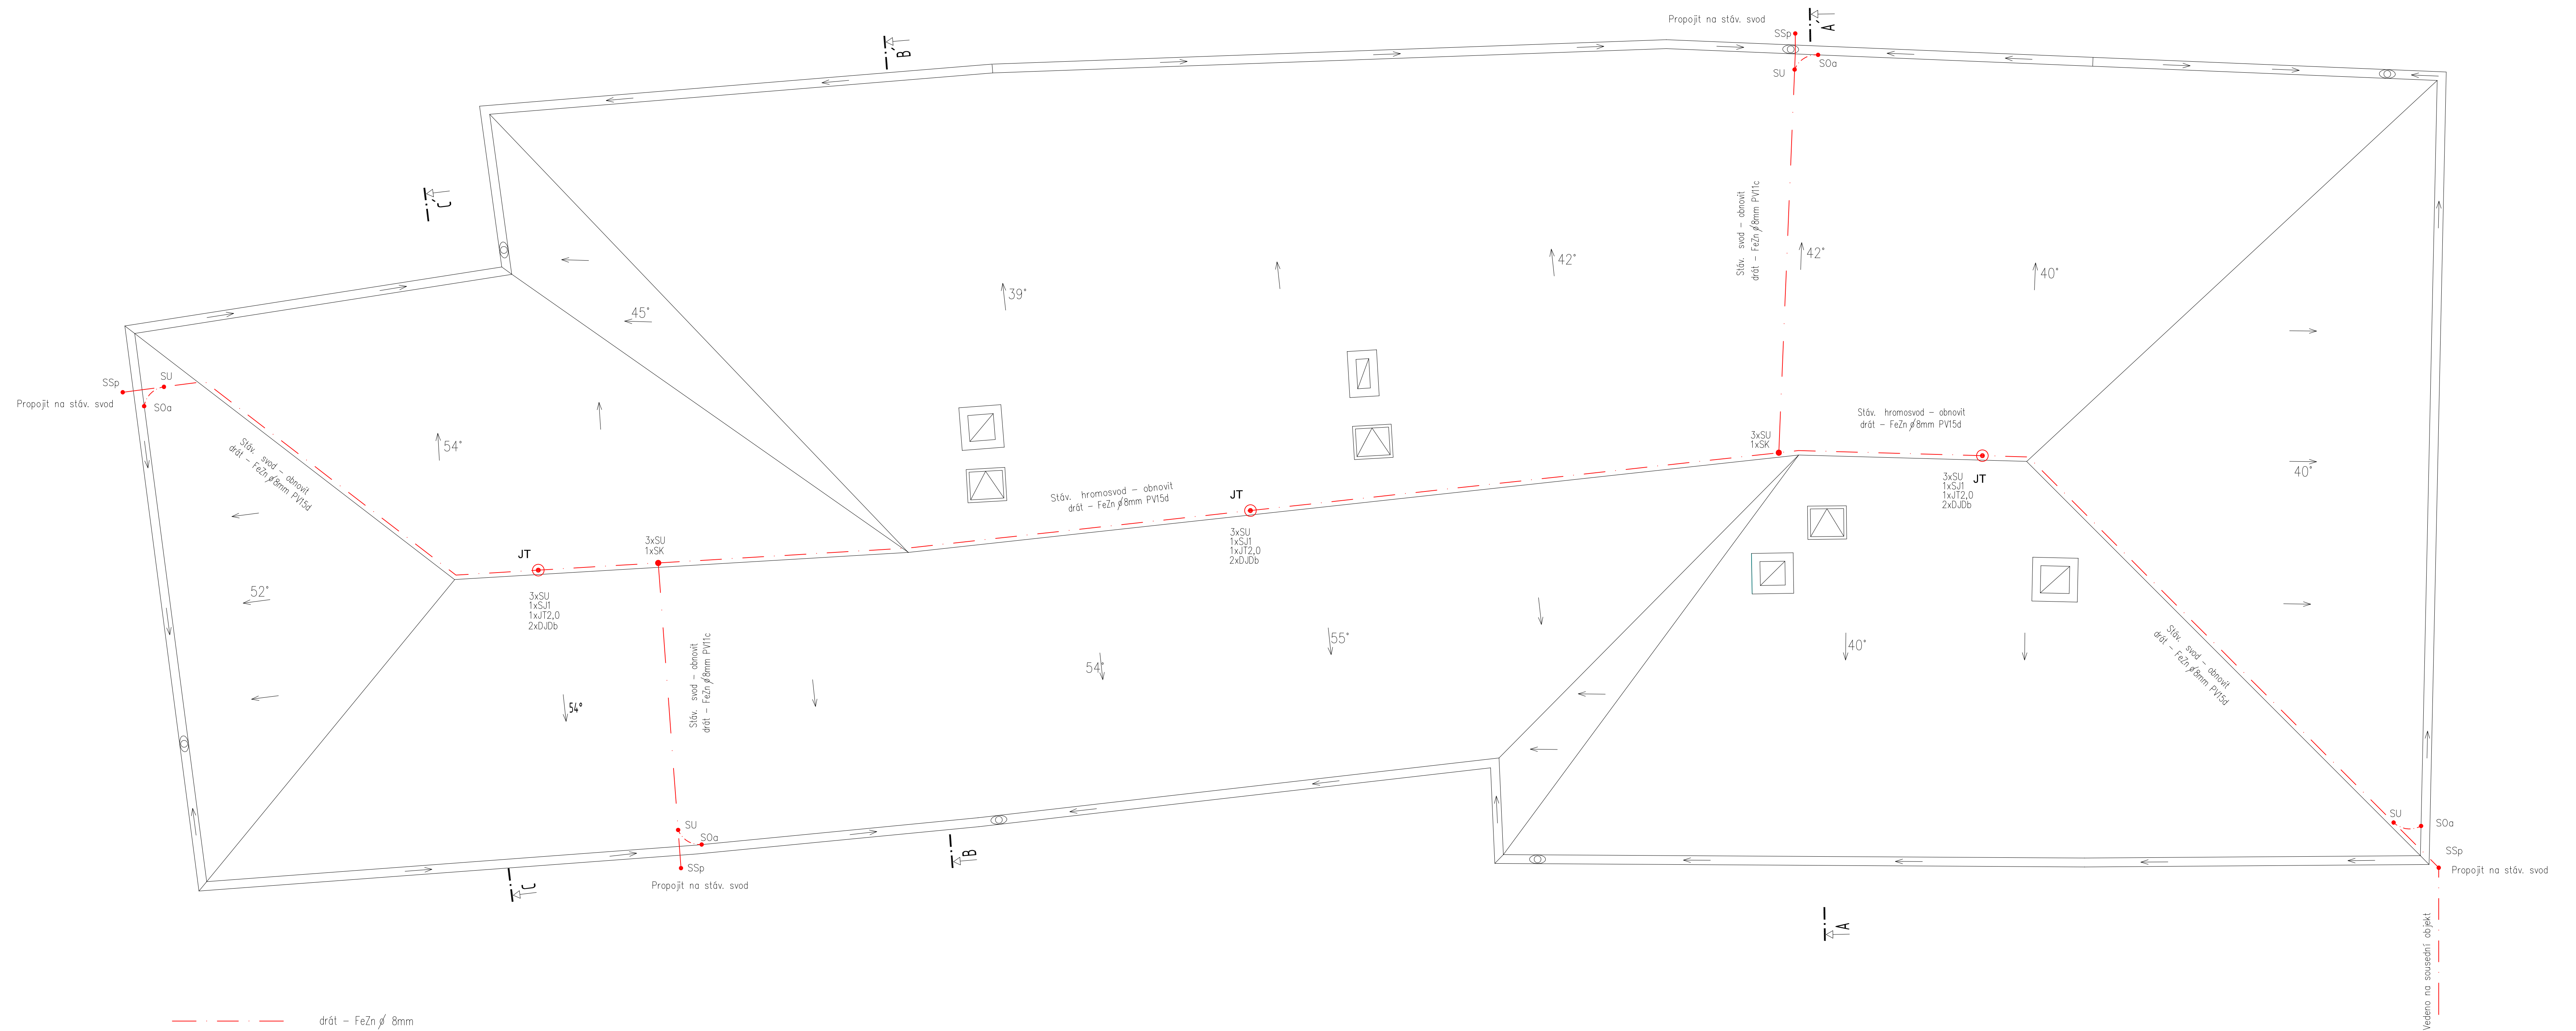 Propojit na stáv. svod
SSp
A´
SU
SOa
B´
C´
Stáv. svod – obnovit
drát – FeZn ø8mm PV11c
42°
42°
40°
39°
45°
SSp
SU
SOa
Propojit na stáv. svod
Stáv. svod – obnovit
drát – FeZn ø8mm PV15d
54°
Stáv. hromosvod – obnovit
drát – FeZn ø8mm PV15d
3xSU
1xSK
3xSU
1xSJ1
1xJT2,0
2xDJDb
JT
40°
Stáv. hromosvod – obnovit
drát – FeZn ø8mm PV15d
JT
3xSU
1xSJ1
1xJT2,0
2xDJDb
JT
3xSU
1xSK
3xSU
1xSJ1
1xJT2,0
2xDJDb
52°
54°
Stáv. svod – obnovit
drát – FeZn ø8mm PV11c
54°
55°
40°
Stáv. svod – obnovit
drát – FeZn ø8mm PV15d
SU
SOa
SSp
Propojit na stáv. svod
SU
SOa
SSp
Propojit na stáv. svod
C
B
A
Vedeno na sousední objekt
drát – FeZn ø 8mm